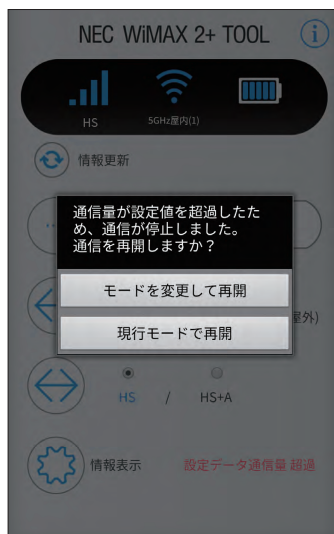 NEC WiMAX 2+ TOOL
i
HS
5GHz屋内(1)
情報更新
通信量が設定値を超過したた
め、通信が停止しました。
通信を再開しますか？
モードを変更して再開
屋外)
現行モードで再開
HS / HS+A
情報表示
設定データ通信量 超過